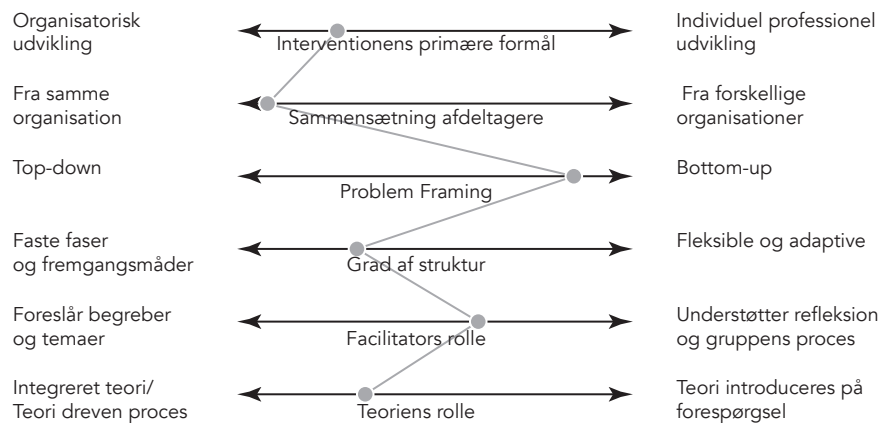 Organisatorisk
udvikling
Interventionens primære formål
Individuel professionel
udvikling
Fra samme
organisation
Sammensætning afdeltagere
Fra forskellige
organisationer
Top-down
Problem Framing
Bottom-up
Faste faser
og fremgangsmåder
Grad af struktur
Fleksible og adaptive
Foreslår begreber
og temaer
Facilitators rolle
Understøtter refleksion
og gruppens proces
Integreret teori/
Teori dreven proces
Teoriens rolle
Teori introduceres på
forespørgsel